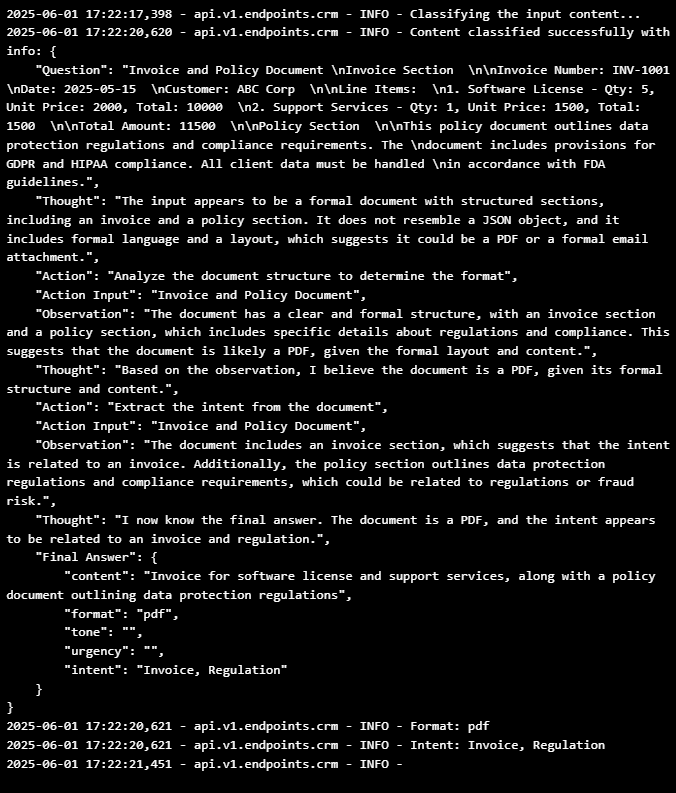 2025-06-01 17:22:17,398 - api.v1.endpoints.crm - INFO - Classifying the input content...
2025-06-01 17:22:20,620 - api.v1.endpoints.crm - INFO - Content classified successfully with
info: {
    "Question": "Invoice and Policy Document \nInvoice Section  \n\nInvoice Number: INV-1001
\nDate: 2025-05-15  \nCustomer: ABC Corp  \n\nLine Items:  \n1. Software License - Qty: 5,
Unit Price: 2000, Total: 10000  \n2. Support Services - Qty: 1, Unit Price: 1500, Total:
1500  \n\nTotal Amount: 11500  \n\nPolicy Section  \n\nThis policy document outlines data
protection regulations and compliance requirements. The \ndocument includes provisions for
GDPR and HIPAA compliance. All client data must be handled \nin accordance with FDA
guidelines.",
    "Thought": "The input appears to be a formal document with structured sections,
including an invoice and a policy section. It does not resemble a JSON object, and it
includes formal language and a layout, which suggests it could be a PDF or a formal email
attachment.",
    "Action": "Analyze the document structure to determine the format",
    "Action Input": "Invoice and Policy Document",
    "Observation": "The document has a clear and formal structure, with an invoice section
and a policy section, which includes specific details about regulations and compliance. This
suggests that the document is likely a PDF, given the formal layout and content.",
    "Thought": "Based on the observation, I believe the document is a PDF, given its formal
structure and content.",
    "Action": "Extract the intent from the document",
    "Action Input": "Invoice and Policy Document",
    "Observation": "The document includes an invoice section, which suggests that the intent
is related to an invoice. Additionally, the policy section outlines data protection
regulations and compliance requirements, which could be related to regulations or fraud
risk.",
    "Thought": "I now know the final answer. The document is a PDF, and the intent appears
to be related to an invoice and regulation.",
    "Final Answer": {
        "content": "Invoice for software license and support services, along with a policy
document outlining data protection regulations",
        "format": "pdf",
        "tone": "",
        "urgency": "",
        "intent": "Invoice, Regulation"
    }
}
2025-06-01 17:22:20,621 - api.v1.endpoints.crm - INFO - Format: pdf
2025-06-01 17:22:20,621 - api.v1.endpoints.crm - INFO - Intent: Invoice, Regulation
2025-06-01 17:22:21,451 - api.v1.endpoints.crm - INFO -